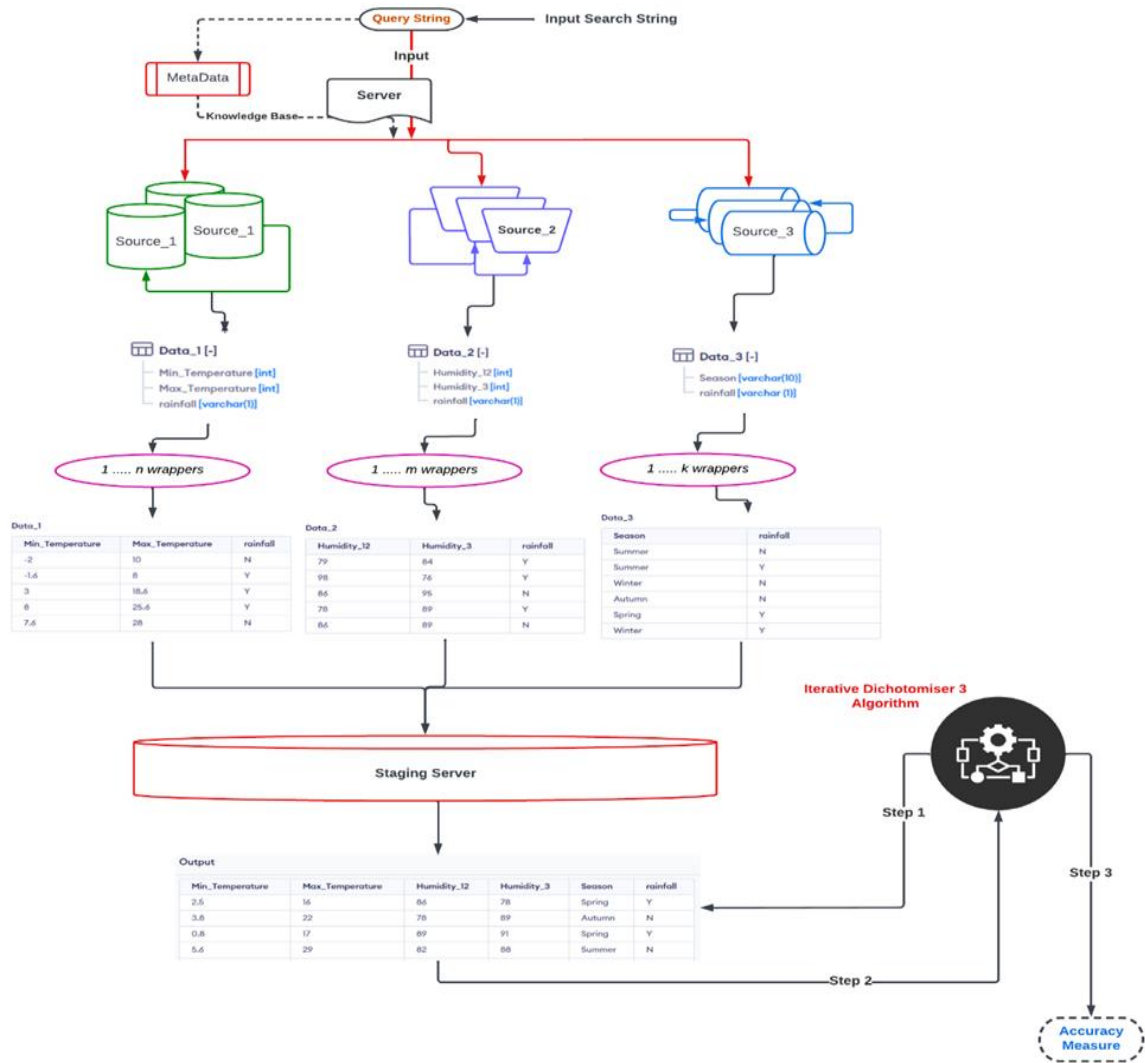 Query String
Input Search String
Input
MetaData
Server
Knowledge Base
Source_1
Source_1
Source_2
Source_3
Data_1 [-]
Min_Temperature [int]
Max_Temperature [int]
rainfall [varchar(1)]
Data_2 [-]
Humidity_12 [int]
Humidity_3 [int]
rainfall [varchar(1)]
Data_3 [-]
Season [varchar(10)]
rainfall [varchar (1)]
1 ..... n wrappers
1 ..... m wrappers
1 ..... k wrappers
Data_1
Min_Temperature Max_Temperature rainfall
-2 10 N
-1.6 8 Y
3 18.6 Y
8 25.6 Y
7.6 28 N
Data_2
Humidity_12 Humidity_3 rainfall
79 84 Y
98 76 Y
86 95 N
78 89 Y
86 89 N
Data_3
Season rainfall
Summer N
Summer Y
Winter N
Autumn N
Spring Y
Winter Y
Iterative Dichotomiser 3
Algorithm
Staging Server
Step 1
Step 3
Output
Min_Temperature Max_Temperature Humidity_12 Humidity_3 Season rainfall
2.5 16 86 78 Spring Y
3.8 22 78 89 Autumn N
0.8 17 89 91 Spring Y
5.6 29 82 88 Summer N
Step 2
Accuracy
Measure